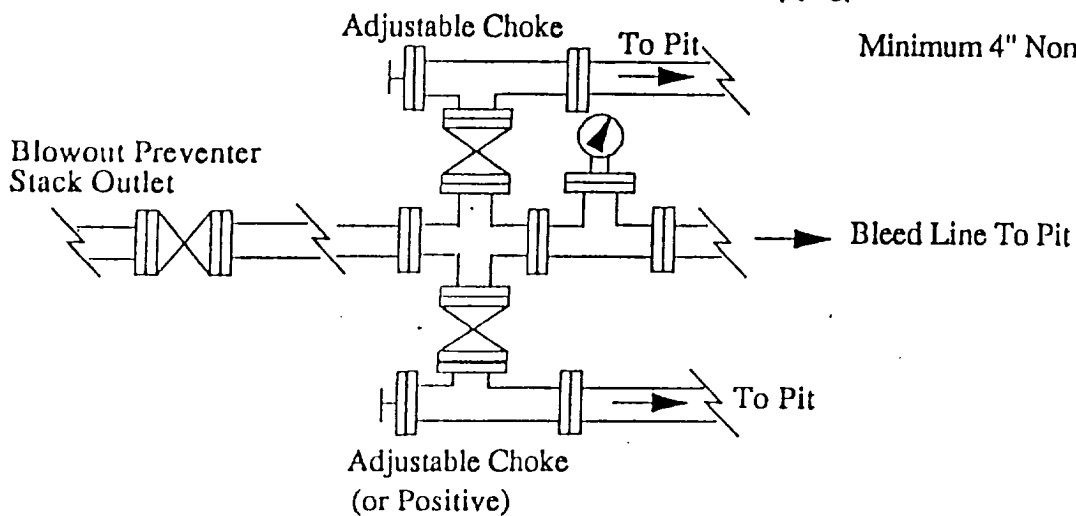 Adjustable Choke
To Pit
Minimum 4"
Blowout Preventer
Stack Outlet
Bleed Line To Pit
To Pit
Adjustable Choke
(or Positive)